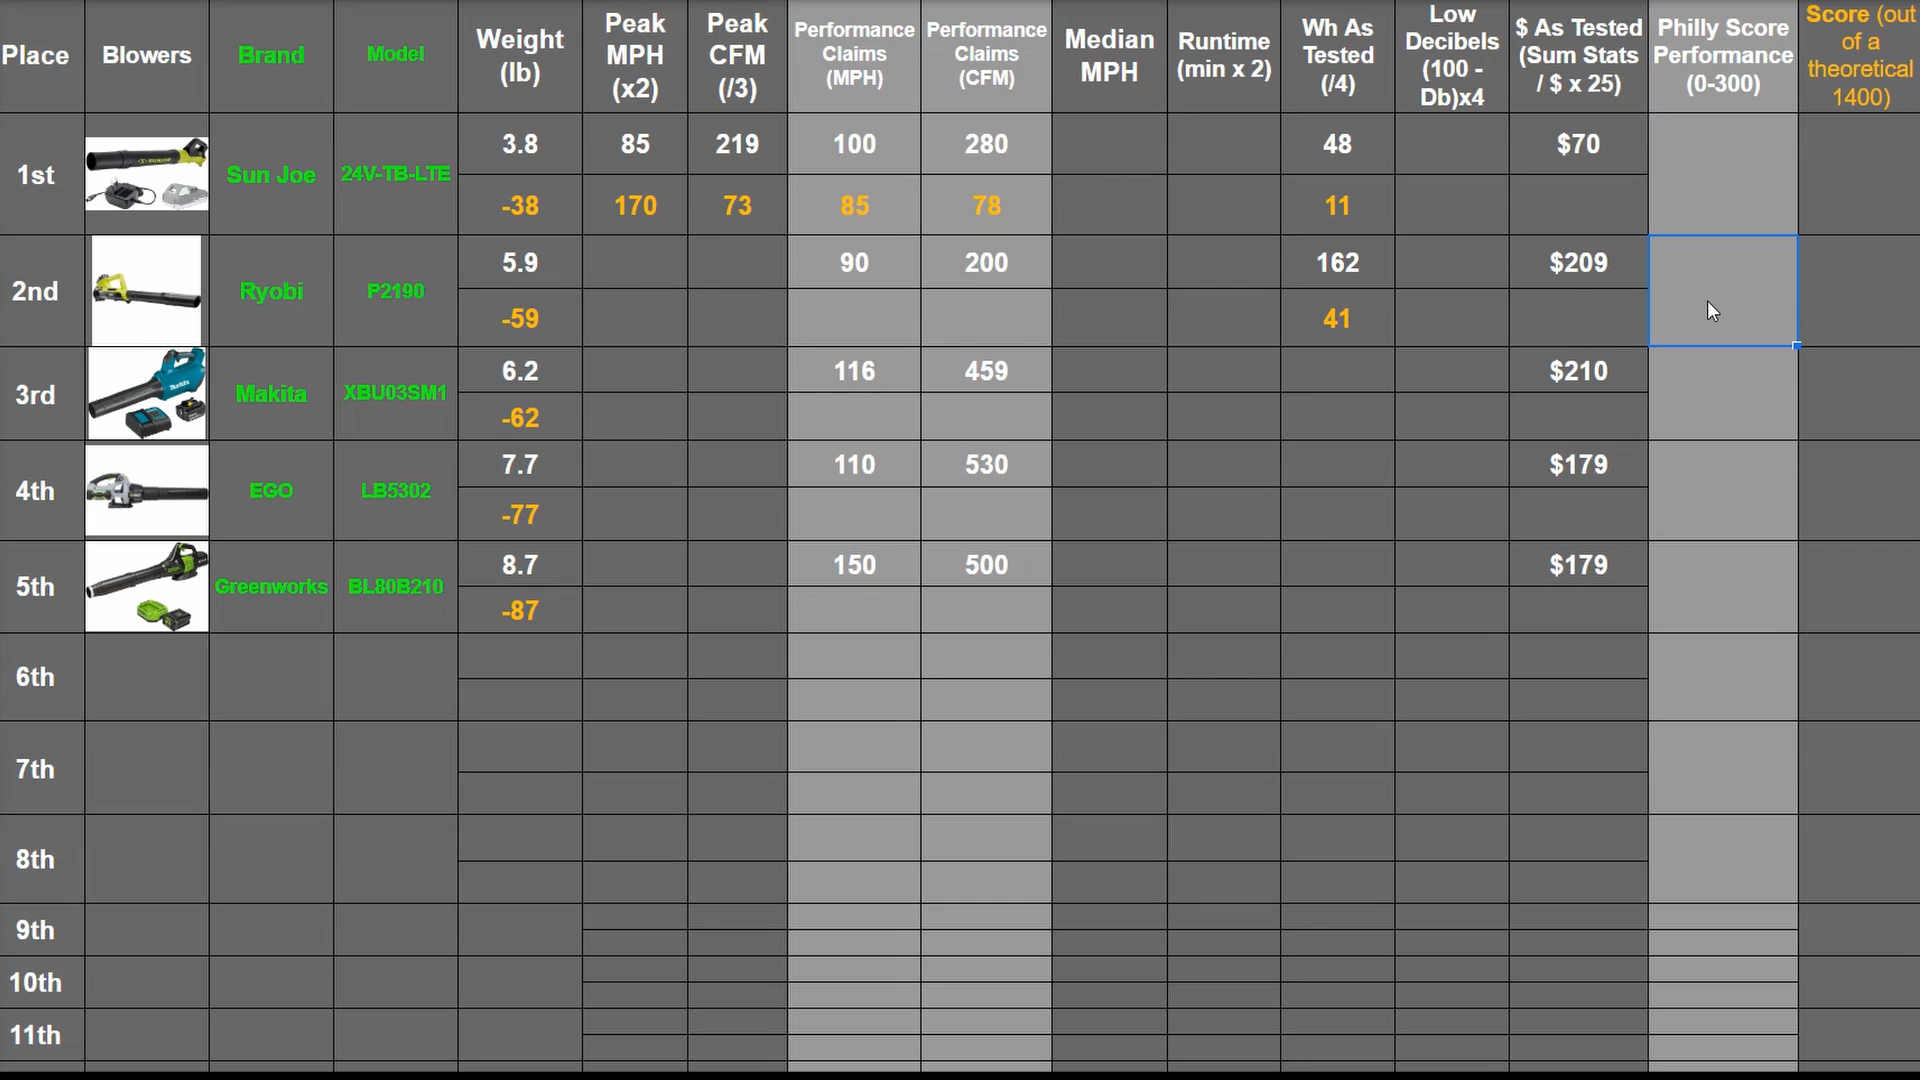 Place
Blowers
Brand
Model
Weight
(lb)
Peak
MPH
(x2)
Peak
CFM
(/3)
Performance
Claims
(MPH)
Performance
Claims
(CFM)
Median
MPH
Runtime
(min x 2)
Wh As
Tested
(/4)
Low
Decibels
(100 -
Db)x4
$ As Tested
(Sum Stats
/ $ x 25)
Philly Score
Performance
(0-300)
Score (out
of a
theoretical
1400)
1st
Sun Joe
24V-TB-LTE
3.8
85
219
100
280
48
$70
-38
170
73
85
78
11
2nd
Ryobi
P2190
5.9
90
200
162
$209
-59
41
3rd
Makita
XBU03SM1
6.2
116
459
$210
-62
4th
EGO
LB5302
7.7
110
530
$179
-77
5th
Greenworks
BL80B210
8.7
150
500
$179
-87
6th
7th
8th
9th
10th
11th